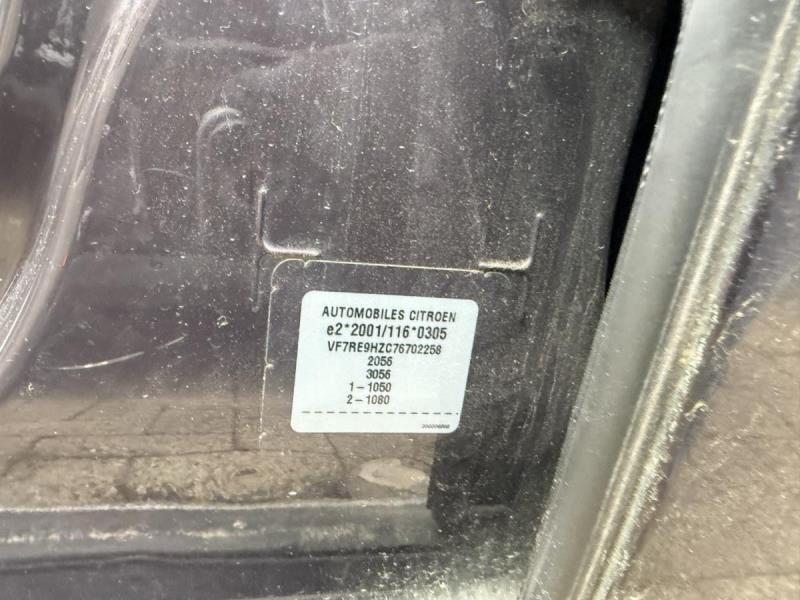 AUTOMOBILES CITROEN
e2*2001/116*0305
VF7RE9HZC76702258
2056
3056
1-1050
2-1080